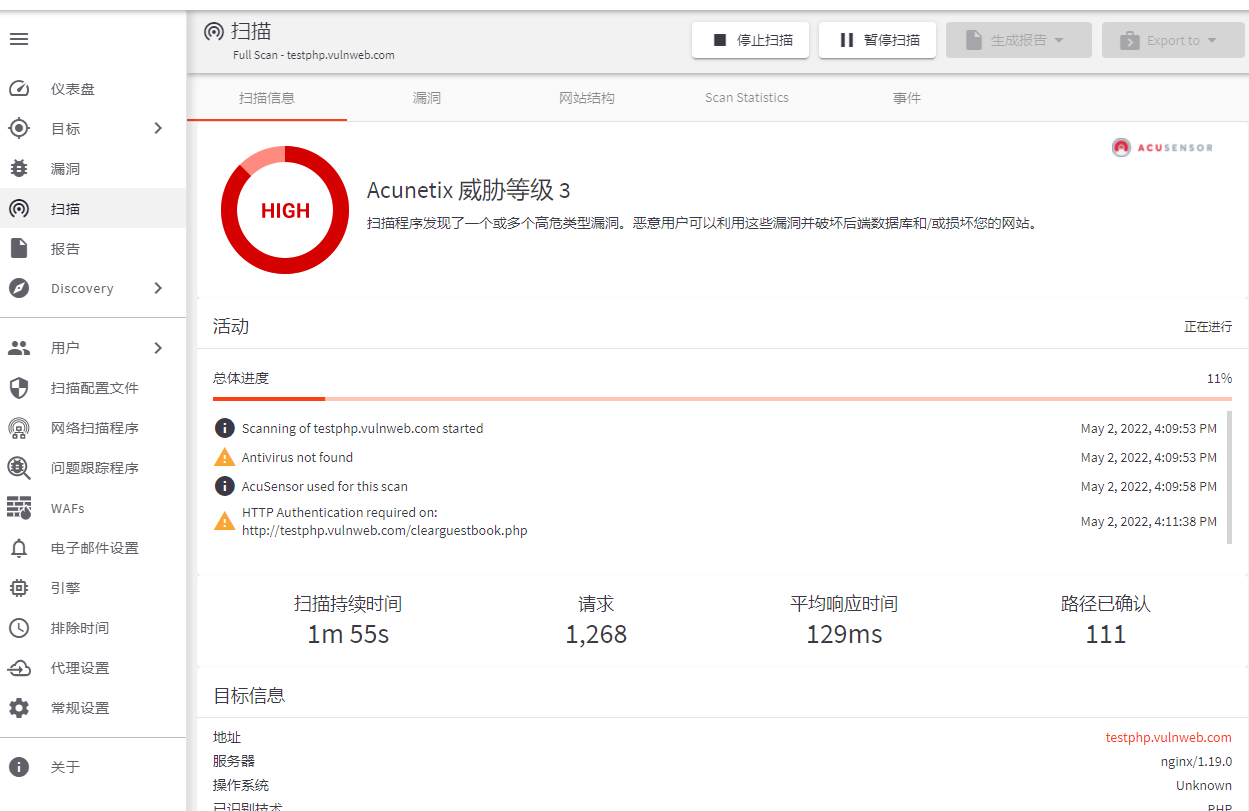 扫描
Full Scan - testphp.vulnweb.com
停止扫描
暂停扫描
生成报告
Export to
仪表盘
目标
漏洞
扫描
报告
Discovery
用户
扫描配置文件
网络扫描程序
问题跟踪程序
WAFs
电子邮件设置
引擎
排除时间
代理设置
常规设置
关于
扫描信息
漏洞
网站结构
Scan Statistics
事件
ACUSENSOR
HIGH
Acunetix 威胁等级 3
扫描程序发现了一个或多个高危类型漏洞。恶意用户可以利用这些漏洞并破坏后端数据库和/或损坏您的网站。
活动
正在进行
总体进度
11%
Scanning of testphp.vulnweb.com started
May 2, 2022, 4:09:53 PM
Antivirus not found
May 2, 2022, 4:09:53 PM
AcuSensor used for this scan
May 2, 2022, 4:09:58 PM
HTTP Authentication required on:
http://testphp.vulnweb.com/clearguestbook.php
May 2, 2022, 4:11:38 PM
扫描持续时间
1m 55s
请求
1,268
平均响应时间
129ms
路径已确认
111
目标信息
地址
testphp.vulnweb.com
服务器
nginx/1.19.0
操作系统
Unknown
已识别技术
PHP